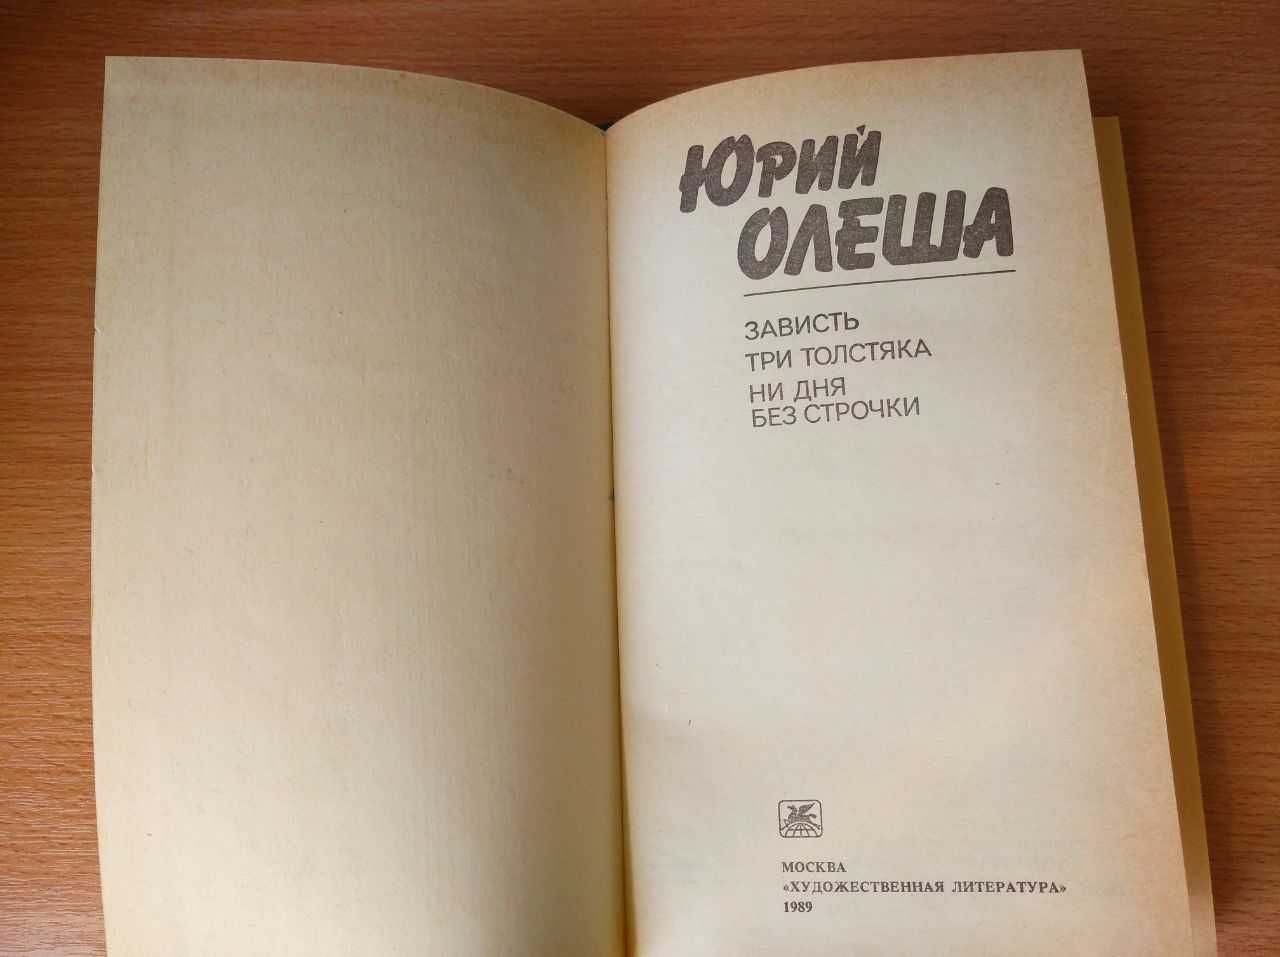 ЮРИЙ
ОЛЕША
ЗАВИСТЬ
ТРИ ТОЛСТЯКА
НИ ДНЯ
БЕЗ СТРОЧКИ
МОСКВА
«ХУДОЖЕСТВЕННАЯ ЛИТЕРАТУРА»
1989